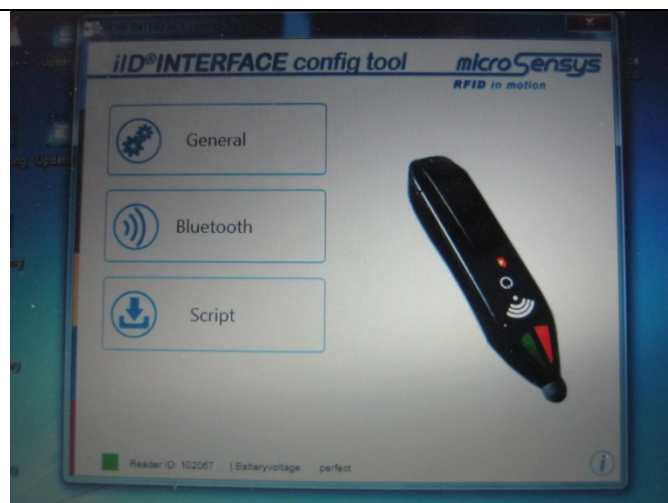 iID®INTERFACE config tool
microSensys
RFID in motion
General
Bluetooth
Script
Reader ID: 102067 | Batteryvoltage: perfect
i